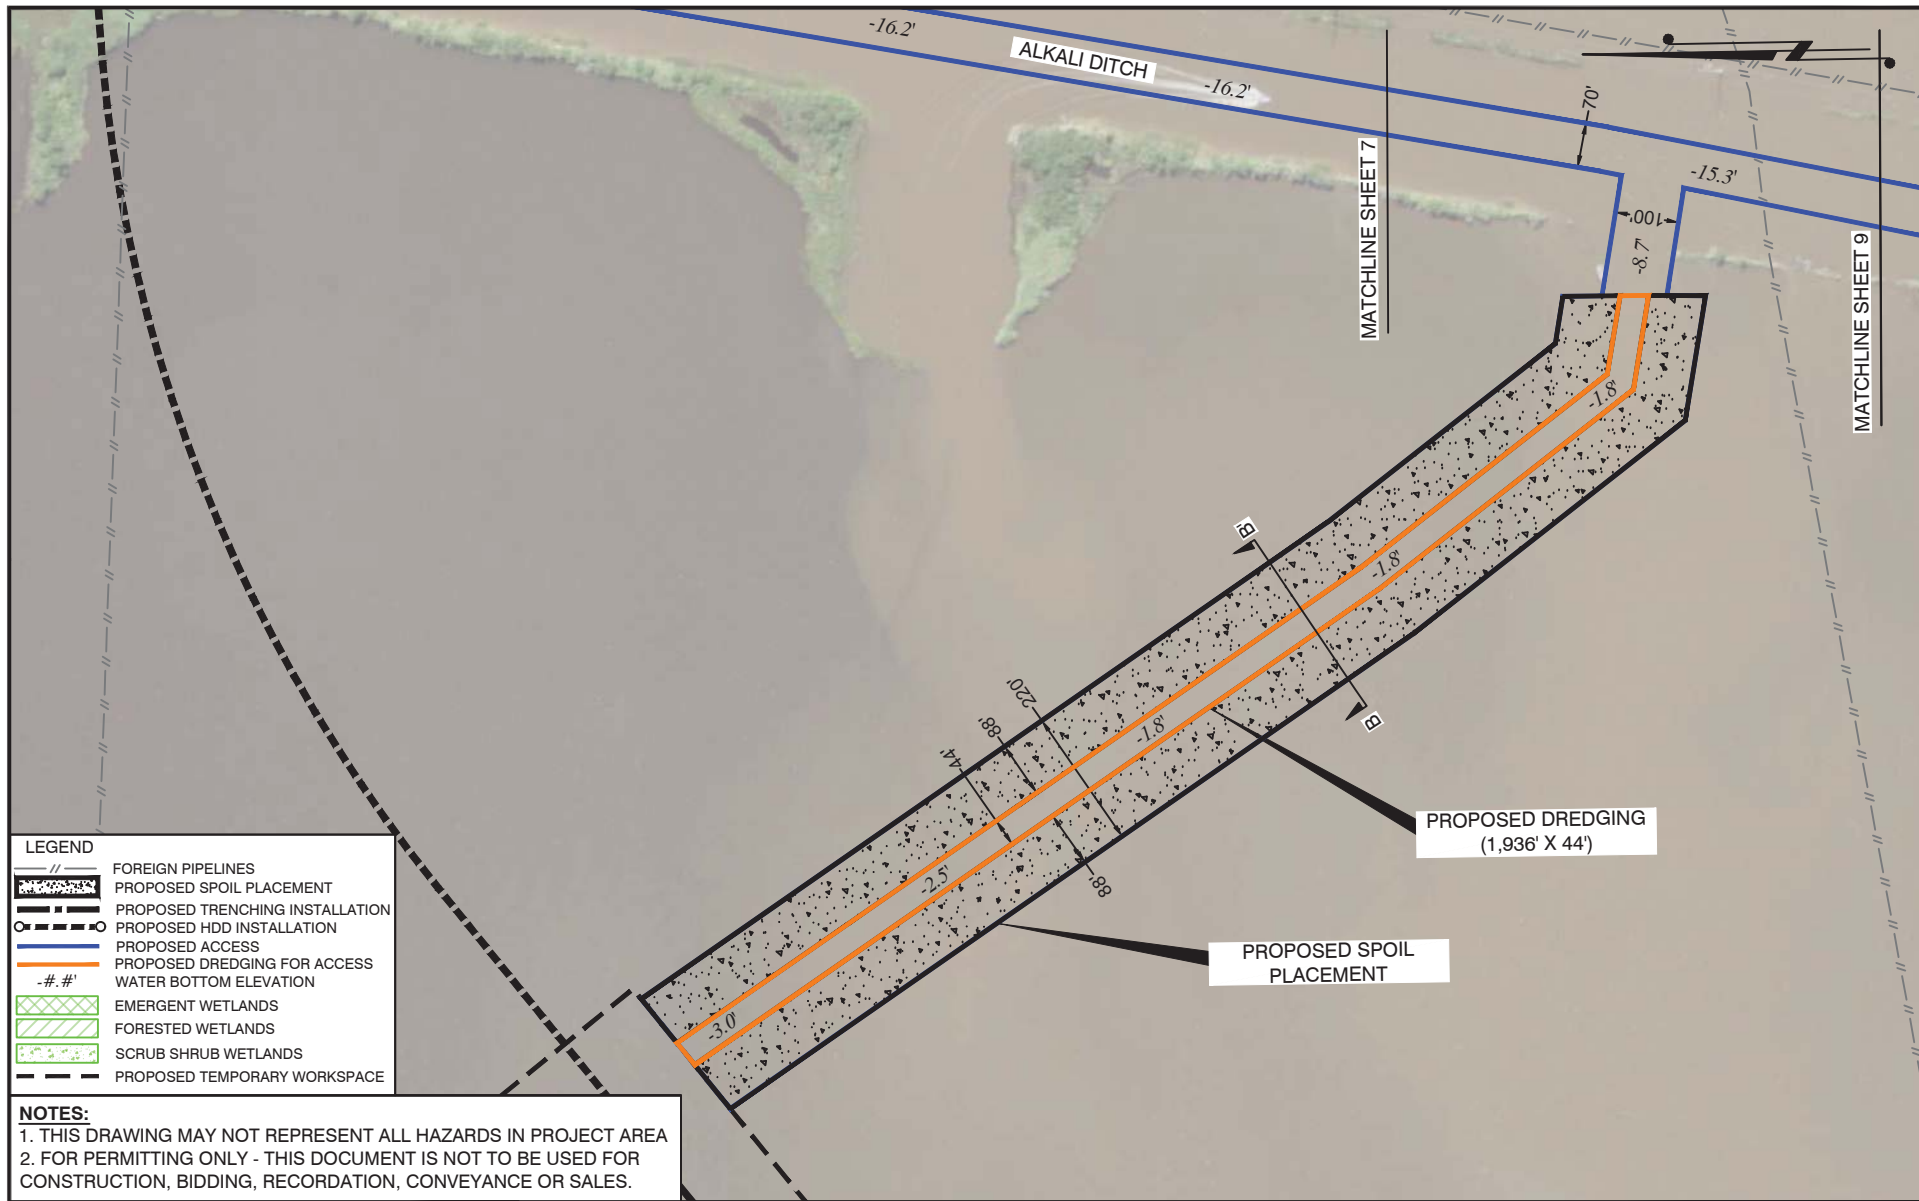 -16.2'
ALKALI DITCH
-16.2'
70'
MATCHLINE SHEET 7
-15.3'
100'
-8.7'
MATCHLINE SHEET 9
-1.8'
B'
-1.8'
220'
88'
-1.8'
44'
B
PROPOSED DREDGING
(1,936' X 44')
88'
-2.5'
PROPOSED SPOIL
PLACEMENT
-3.0'
LEGEND
FOREIGN PIPELINES
PROPOSED SPOIL PLACEMENT
PROPOSED TRENCHING INSTALLATION
PROPOSED HDD INSTALLATION
PROPOSED ACCESS
PROPOSED DREDGING FOR ACCESS
-#.#' WATER BOTTOM ELEVATION
EMERGENT WETLANDS
FORESTED WETLANDS
SCRUB SHRUB WETLANDS
PROPOSED TEMPORARY WORKSPACE
NOTES:
1. THIS DRAWING MAY NOT REPRESENT ALL HAZARDS IN PROJECT AREA
2. FOR PERMITTING ONLY - THIS DOCUMENT IS NOT TO BE USED FOR
CONSTRUCTION, BIDDING, RECORDATION, CONVEYANCE OR SALES.